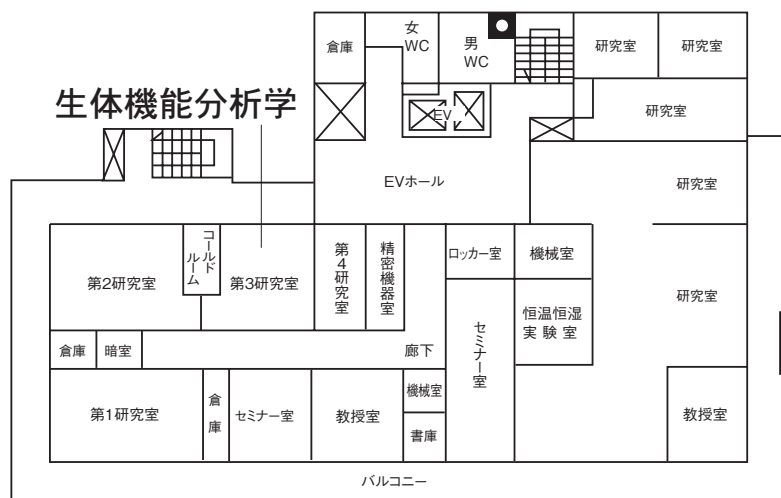 女
WC
男
WC
倉庫
研究室
研究室
生体機能分析学
EV
研究室
EVホール
研究室
コールド
ルーム
第2研究室
第3研究室
第4研究室
精密機器室
ロッカー室
機械室
研究室
恒温恒湿
実験室
セミナー室
倉庫
暗室
廊下
第1研究室
倉庫
セミナー室
教授室
機械室
書庫
教授室
バルコニー